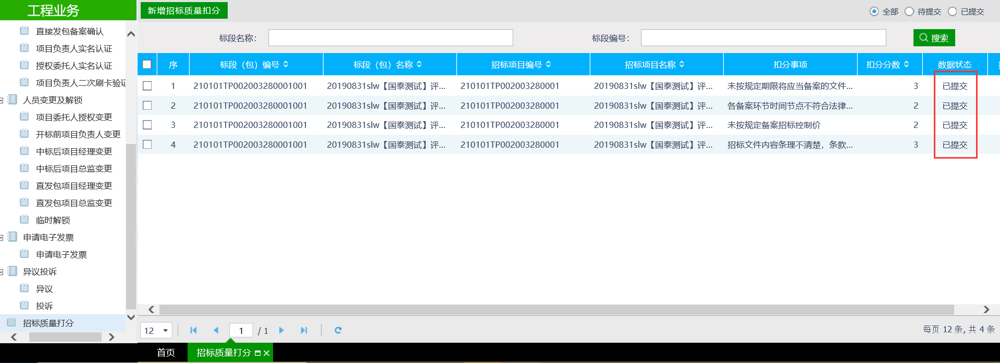 工程业务
直接发包备案确认
项目负责人实名认证
授权委托人实名认证
项目负责人二次刷卡验证
人员变更及解锁
项目委托人授权变更
开标前项目负责人变更
中标后项目经理变更
中标后项目总监变更
直发包项目经理变更
直发包项目总监变更
临时解锁
申请电子发票
申请电子发票
异议投诉
异议
投诉
招标质量打分
新增招标质量扣分
全部 待提交 已提交
标段名称： 标段编号： 搜索
序 标段（包）编号 标段（包）名称 招标项目编号 招标项目名称 扣分事项 扣分分数 数据状态
1 210101TP002003280001001 20190831slw【国泰测试】评... 210101TP002003280001 20190831slw【国泰测试】评... 未按规定期限将应当备案的文件... 3 已提交
2 210101TP002003280001001 20190831slw【国泰测试】评... 210101TP002003280001 20190831slw【国泰测试】评... 各备案环节时间节点不符合法律... 2 已提交
3 210101TP002003280001001 20190831slw【国泰测试】评... 210101TP002003280001 20190831slw【国泰测试】评... 未按规定备案招标控制价 2 已提交
4 210101TP002003280001001 20190831slw【国泰测试】评... 210101TP002003280001 20190831slw【国泰测试】评... 招标文件内容条理不清楚，条款... 3 已提交
12 1 / 1 每页 12 条, 共 4 条
首页 招标质量打分